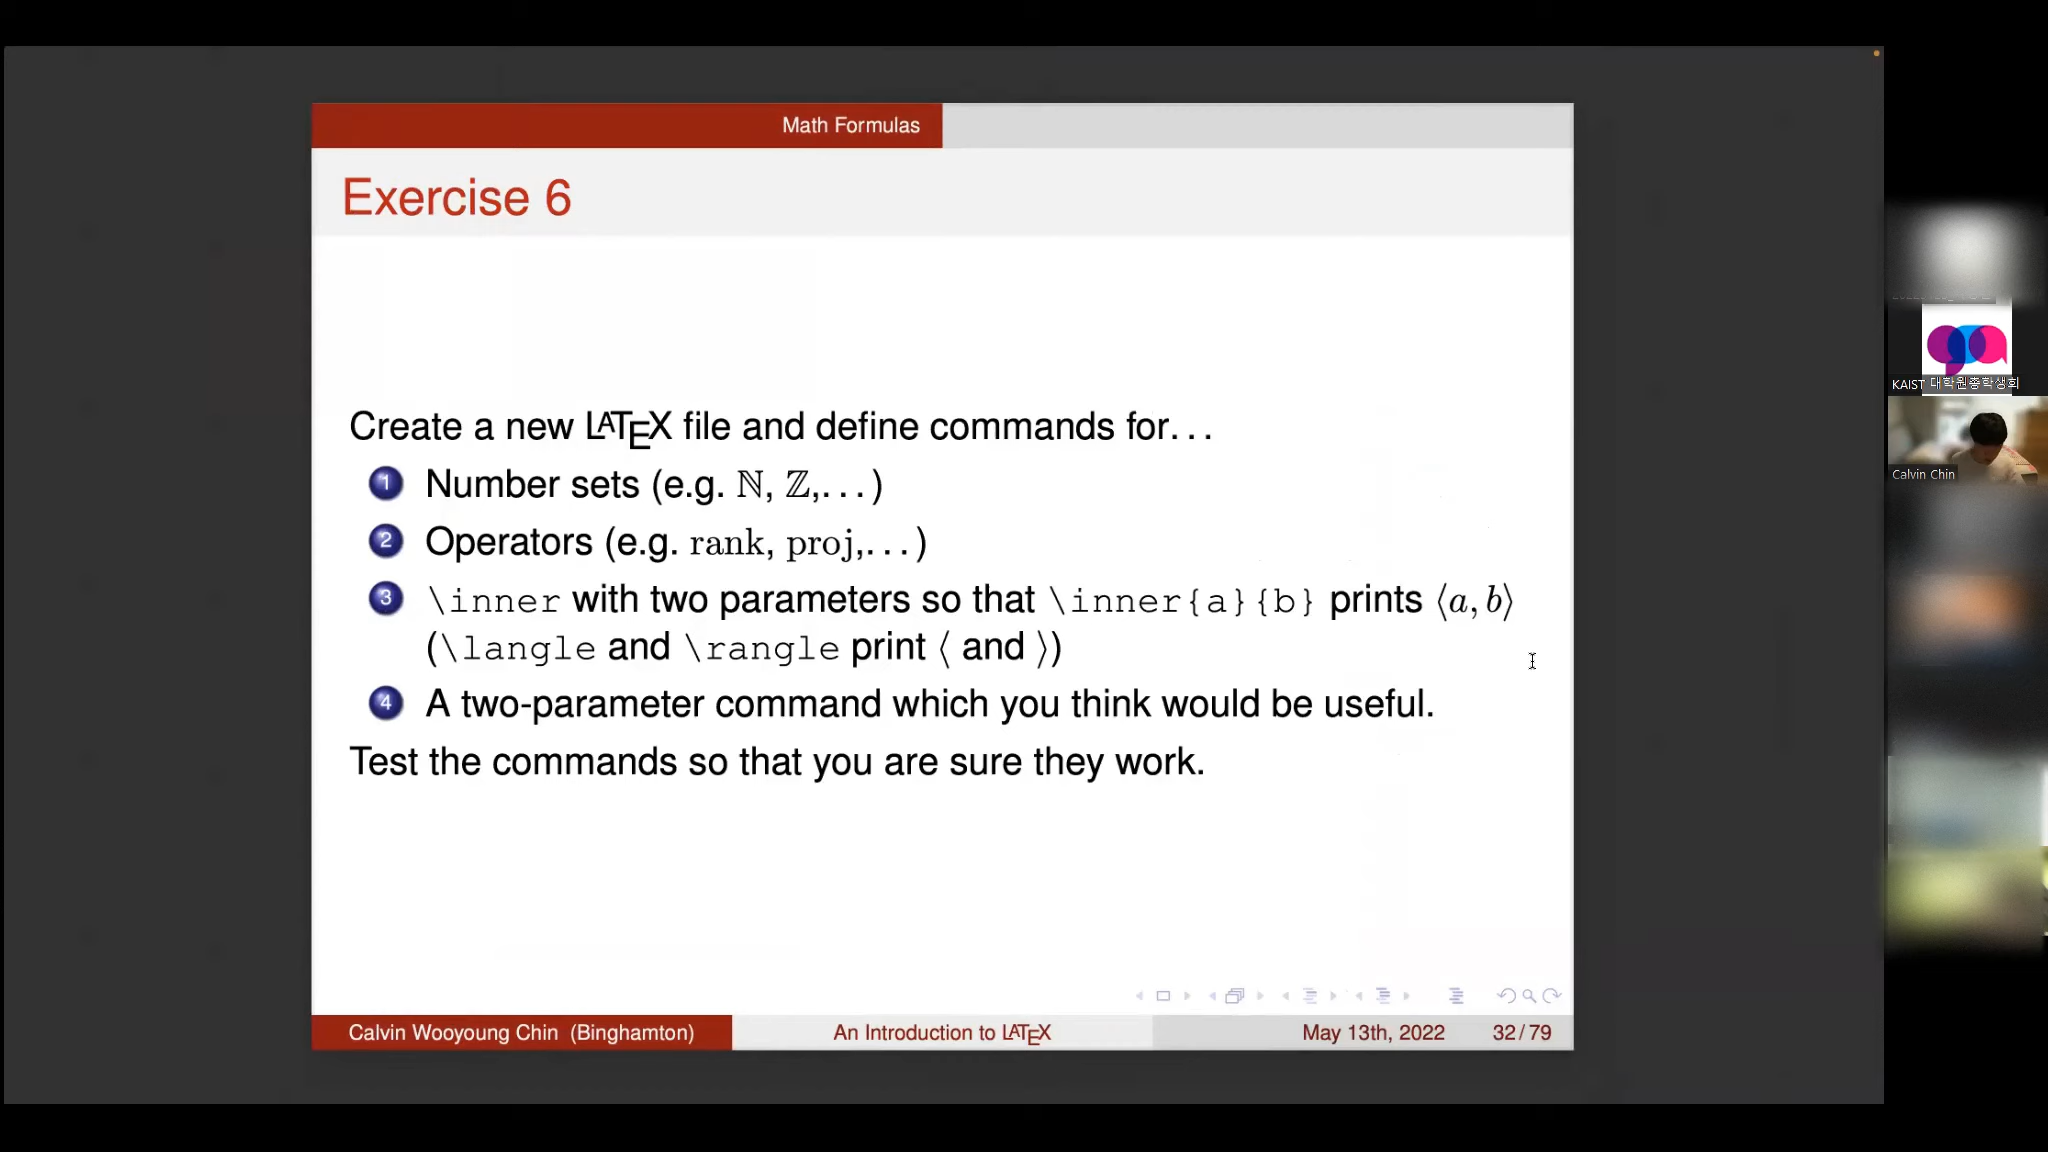 Math Formulas
Exercise 6
Create a new LATEX file and define commands for...
1 Number sets (e.g. ℕ, ℤ,...)
2 Operators (e.g. rank, proj,...)
3 \inner with two parameters so that \inner{a}{b} prints ⟨a, b⟩
(\langle and \rangle print ⟨ and ⟩)
4 A two-parameter command which you think would be useful.
Test the commands so that you are sure they work.
Calvin Wooyoung Chin (Binghamton) An Introduction to LATEX May 13th, 2022 32/79
KAIST 대학원총학생회
Calvin Chin